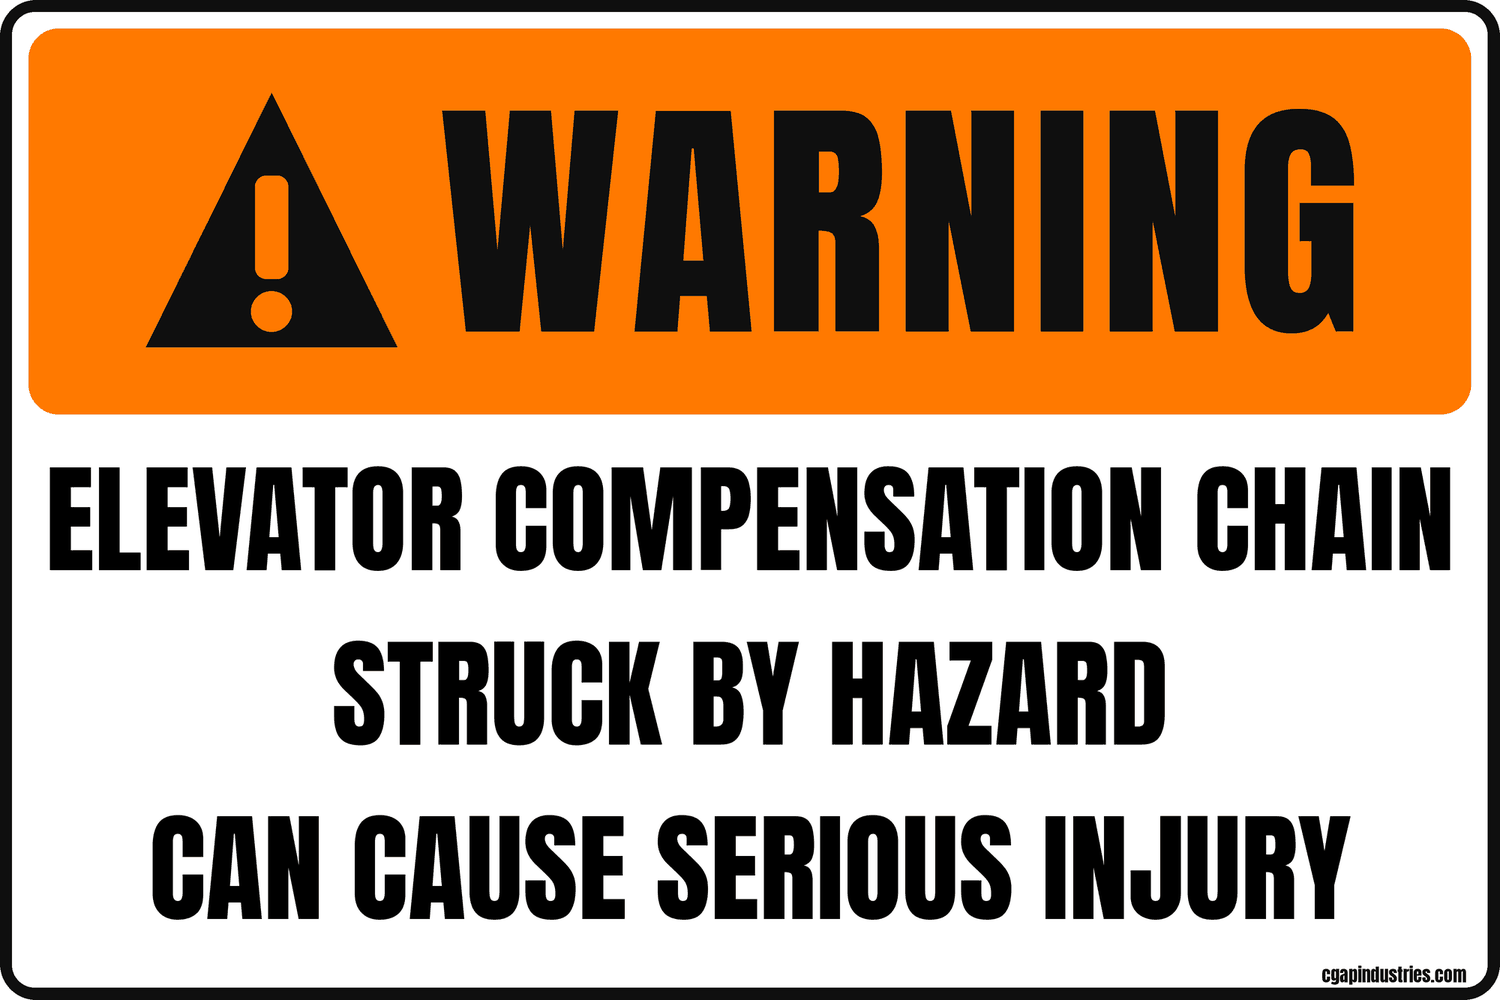 WARNING
ELEVATOR COMPENSATION CHAIN
STRUCK BY HAZARD
CAN CAUSE SERIOUS INJURY
cgapindustries.com